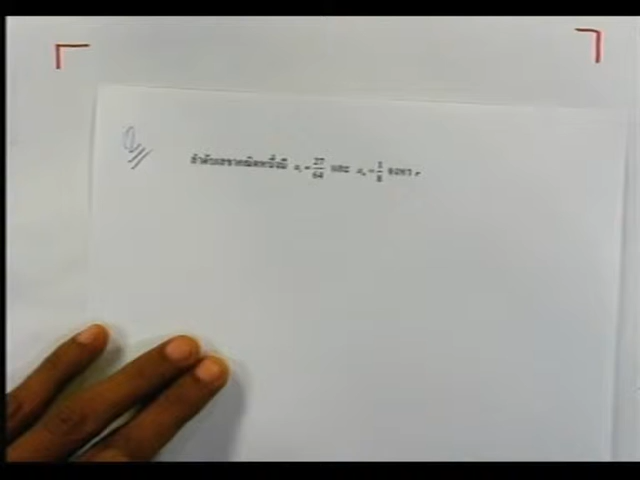 2
ลำดับเรขาคณิตหนึ่งมี a₁ = 27/64 และ a = 1/8 จงหา r